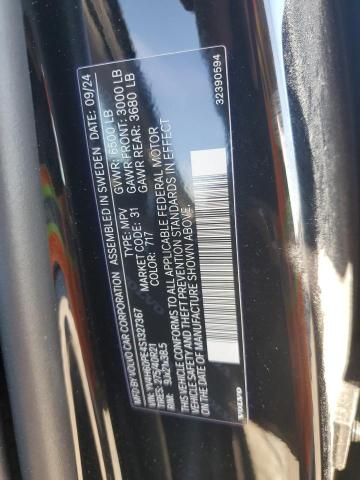 MFD BY VOLVO CAR CORPORATION ASSEMBLED IN SWEDEN DATE: 09/24
GVWR: 6500 LB
VIN: YV4H60PE4S1327367 TYPE: MPV GAWR FRONT: 3000 LB
MARKET CODE: 31 GAWR REAR: 3680 LB
COLOR: 717
THIS VEHICLE CONFORMS TO ALL APPLICABLE FEDERAL MOTOR
VEHICLE SAFETY AND THEFT PREVENTION STANDARDS IN EFFECT
ON THE DATE OF MANUFACTURE SHOWN ABOVE.
VOLVO
32390594